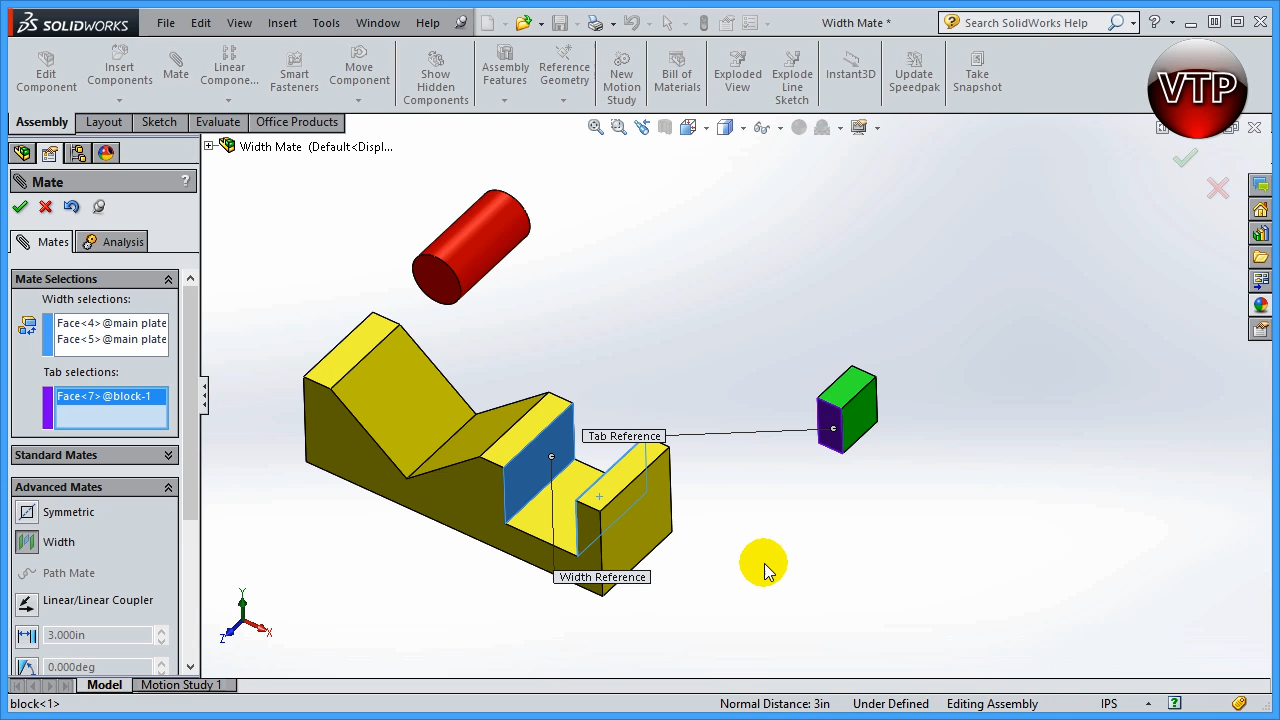 SOLIDWORKS File Edit View Insert Tools Window Help Width Mate * Search SolidWorks Help ?
Edit Component
Insert Components
Mate
Linear Compone...
Smart Fasteners
Move Component
Show Hidden Components
Assembly Features
Reference Geometry
New Motion Study
Bill of Materials
Exploded View
Explode Line Sketch
Instant3D
Update Speedpak
Take Snapshot
VTP
Assembly Layout Sketch Evaluate Office Products
Width Mate (Default<Displ...
Mate ?
Mates Analysis
Mate Selections
Width selections:
Face<4>@main plate
Face<5>@main plate
Tab selections:
Face<7>@block-1
Standard Mates
Advanced Mates
Symmetric
Width
Path Mate
Linear/Linear Coupler
3.000in
0.000deg
Tab Reference
Width Reference
Y
Z
X
Model Motion Study 1
block<1> Normal Distance: 3in Under Defined Editing Assembly IPS ?